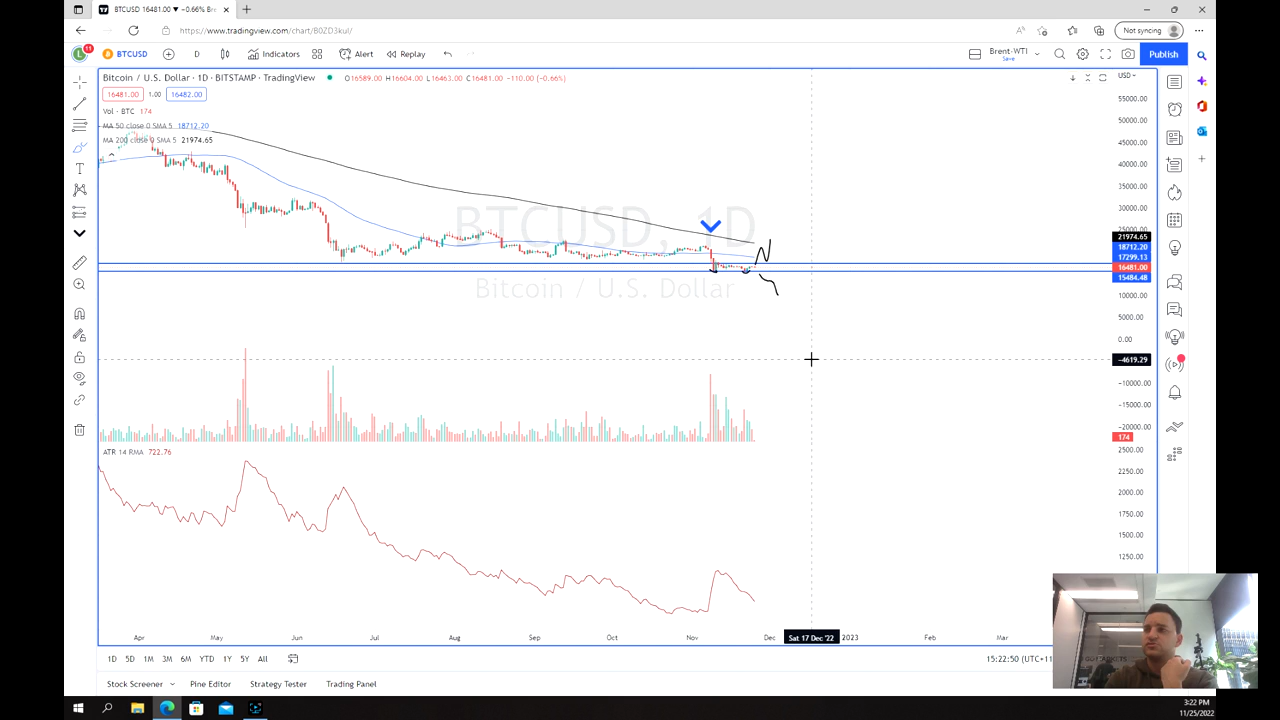 BTCUSD 16481.00 ▼ −0.66% Br
https://www.tradingview.com/chart/B0ZD3kuI/
Not syncing
L 11
BTCUSD
D
Indicators
Alert
Replay
Brent-WTI
Save
Publish
Bitcoin / U.S. Dollar · 1D · BITSTAMP · TradingView
O16589.00 H16604.00 L16463.00 C16481.00 −110.00 (−0.66%)
USD
16481.00 1.00 16482.00
Vol · BTC 174
MA 50 close 0 SMA 5 18712.20
MA 200 close 0 SMA 5 21974.65
BTCUSD, 1D
Bitcoin / U.S. Dollar
55000.00
50000.00
45000.00
40000.00
35000.00
30000.00
25000.00
21974.65
18712.20
17299.13
16481.00
15484.48
10000.00
5000.00
0.00
−4619.29
−10000.00
−15000.00
−20000.00
174
ATR 14 RMA 722.76
2500.00
2250.00
2000.00
1750.00
1500.00
1250.00
Apr May Jun Jul Aug Sep Oct Nov Dec Sat 17 Dec '22 2023 Feb Mar
1D 5D 1M 3M 6M YTD 1Y 5Y All
15:22:50 (UTC+11
Stock Screener Pine Editor Strategy Tester Trading Panel
3:22 PM
11/25/2022